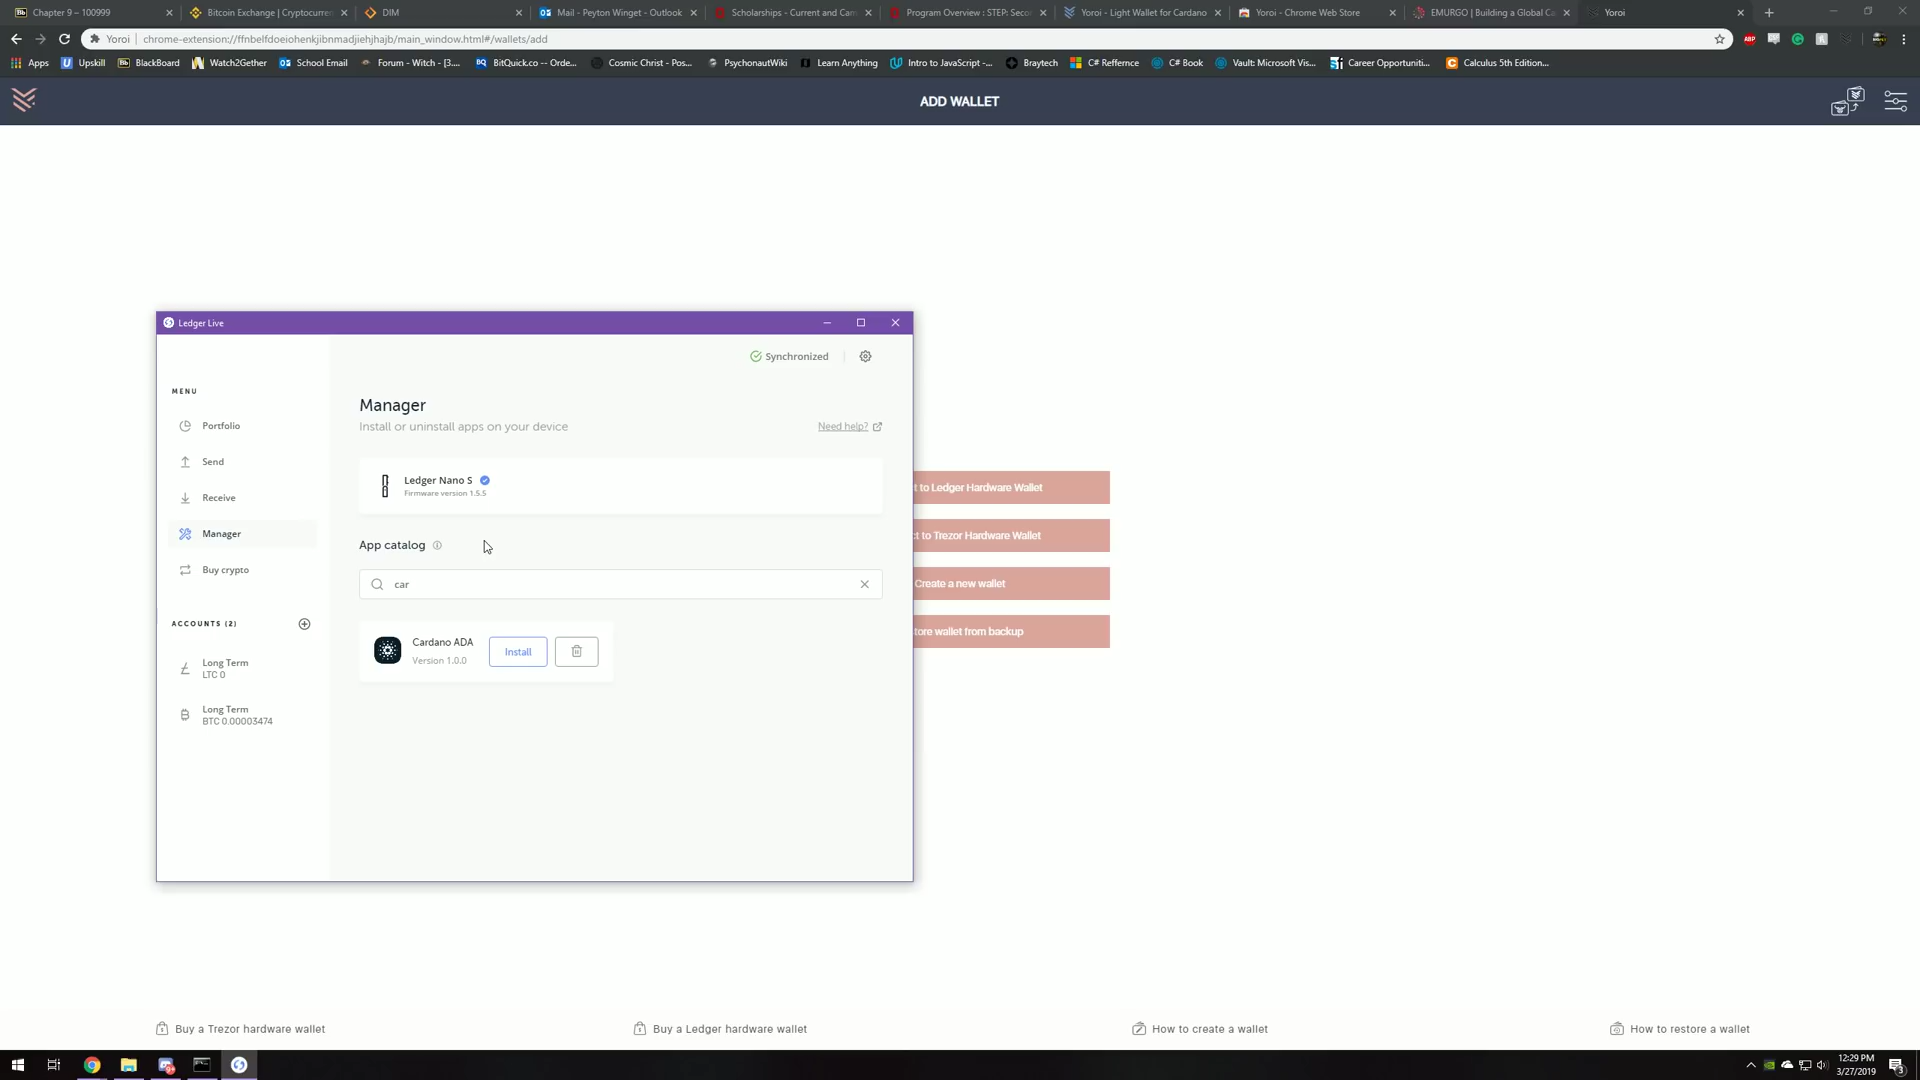 Chapter 9 – 100999
Bitcoin Exchange | Cryptocurren
DIM
Mail - Peyton Winget - Outlook
Scholarships - Current and Cam
Program Overview : STEP: Seco
Yoroi - Light Wallet for Cardano
Yoroi - Chrome Web Store
EMURGO | Building a Global Ca
Yoroi
Yoroi | chrome-extension://ffnbelfdoeiohenkjibnmadjiehjhajb/main_window.html#/wallets/add
Apps
Upskill
BlackBoard
Watch2Gether
School Email
Forum - Witch - [3....
BitQuick.co -- Orde...
Cosmic Christ - Pos...
PsychonautWiki
Learn Anything
Intro to JavaScript -...
Braytech
C# Reffernce
C# Book
Vault: Microsoft Vis...
Career Opportuniti...
Calculus 5th Edition...
ADD WALLET
Ledger Live
Synchronized
MENU
Portfolio
Send
Receive
Manager
Buy crypto
ACCOUNTS (2)
Long Term
LTC 0
Long Term
BTC 0.00003474
Manager
Install or uninstall apps on your device
Need help?
Ledger Nano S
Firmware version 1.5.5
App catalog
car
Cardano ADA
Version 1.0.0
Install
t to Ledger Hardware Wallet
ct to Trezor Hardware Wallet
Create a new wallet
tore wallet from backup
Buy a Trezor hardware wallet
Buy a Ledger hardware wallet
How to create a wallet
How to restore a wallet
12:29 PM
3/27/2019